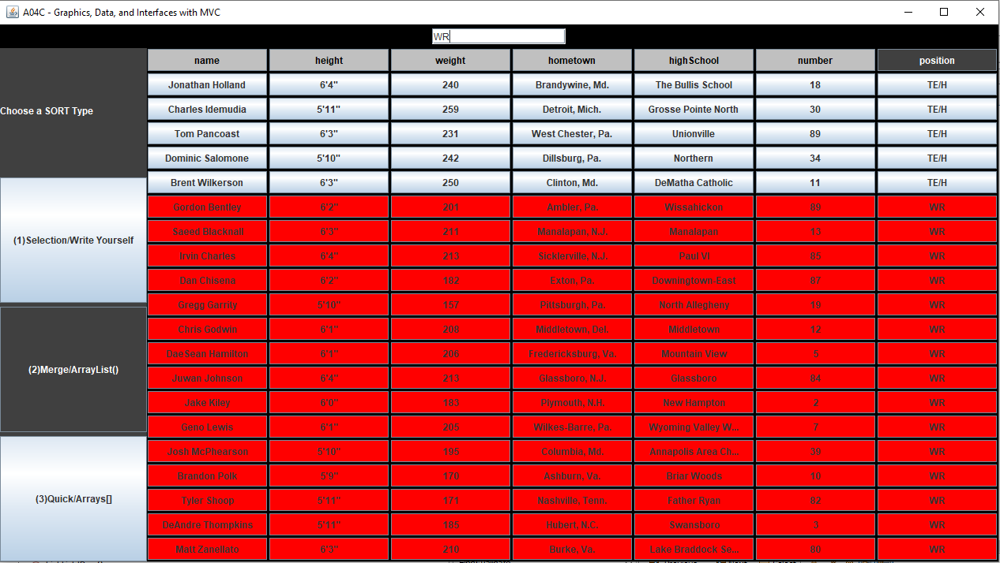 A04C - Graphics, Data, and Interfaces with MVC
WR
Choose a SORT Type
(1)Selection/Write Yourself
(2)Merge/ArrayList()
(3)Quick/Arrays[]
name height weight hometown highSchool number position
Jonathan Holland 6'4" 240 Brandywine, Md. The Bullis School 18 TE/H
Charles Idemudia 5'11" 259 Detroit, Mich. Grosse Pointe North 30 TE/H
Tom Pancoast 6'3" 231 West Chester, Pa. Unionville 89 TE/H
Dominic Salomone 5'10" 242 Dillsburg, Pa. Northern 34 TE/H
Brent Wilkerson 6'3" 250 Clinton, Md. DeMatha Catholic 11 TE/H
Gordon Bentley 6'2" 201 Ambler, Pa. Wissahickon 89 WR
Saeed Blacknall 6'3" 211 Manalapan, N.J. Manalapan 13 WR
Irvin Charles 6'4" 213 Sicklerville, N.J. Paul VI 85 WR
Dan Chisena 6'2" 182 Exton, Pa. Downingtown East 87 WR
Gregg Garrity 5'10" 157 Pittsburgh, Pa. North Allegheny 19 WR
Chris Godwin 6'1" 208 Middletown, Del. Middletown 12 WR
DaeSean Hamilton 6'1" 206 Fredericksburg, Va. Mountain View 5 WR
Juwan Johnson 6'4" 213 Glassboro, N.J. Glassboro 84 WR
Jake Kiley 6'0" 183 Plymouth, N.H. New Hampton 2 WR
Geno Lewis 6'1" 205 Wilkes-Barre, Pa. Wyoming Valley W... 7 WR
Josh McPhearson 5'10" 195 Columbia, Md. Annapolis Area Ch... 39 WR
Brandon Polk 5'9" 170 Ashburn, Va. Briar Woods 10 WR
Tyler Shoop 5'11" 171 Nashville, Tenn. Father Ryan 82 WR
DeAndre Thompkins 5'11" 185 Hubert, N.C. Swansboro 3 WR
Matt Zanellato 6'3" 210 Burke, Va. Lake Braddock Se... 80 WR